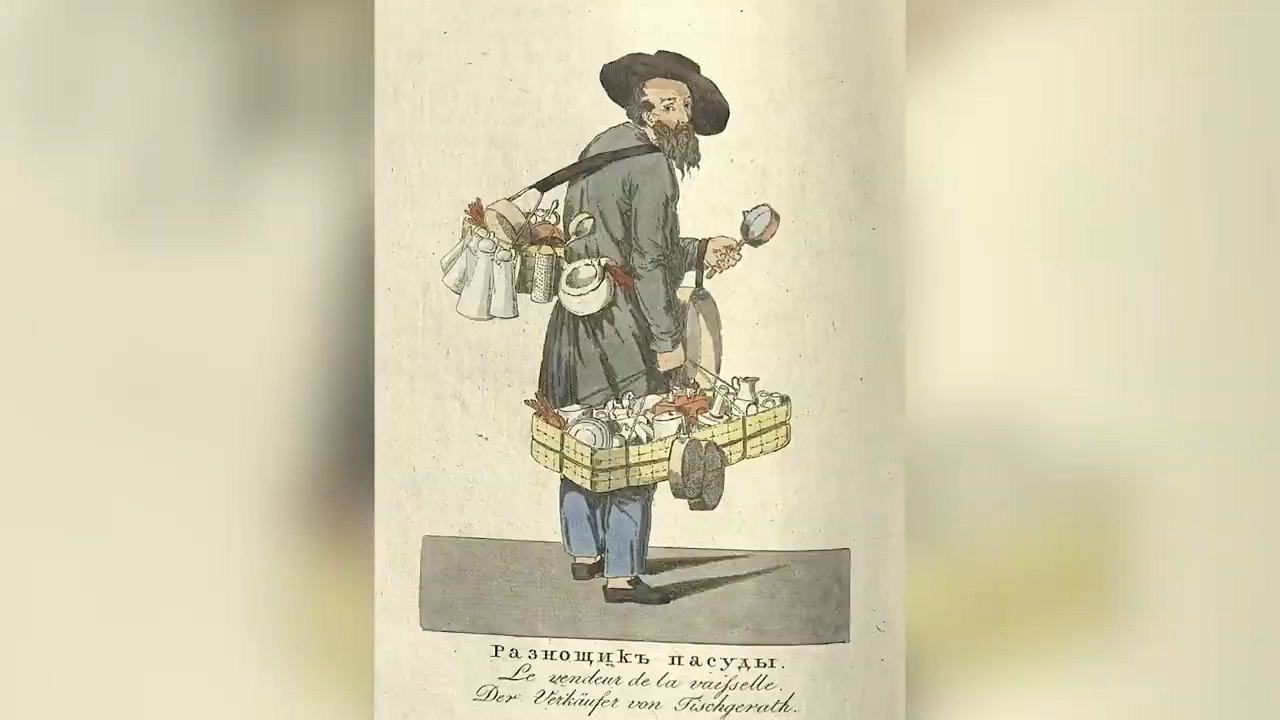 Разнощикъ пасуды.
Le vendeur de la vaisselle.
Der Verkäufer von Tischgerath.